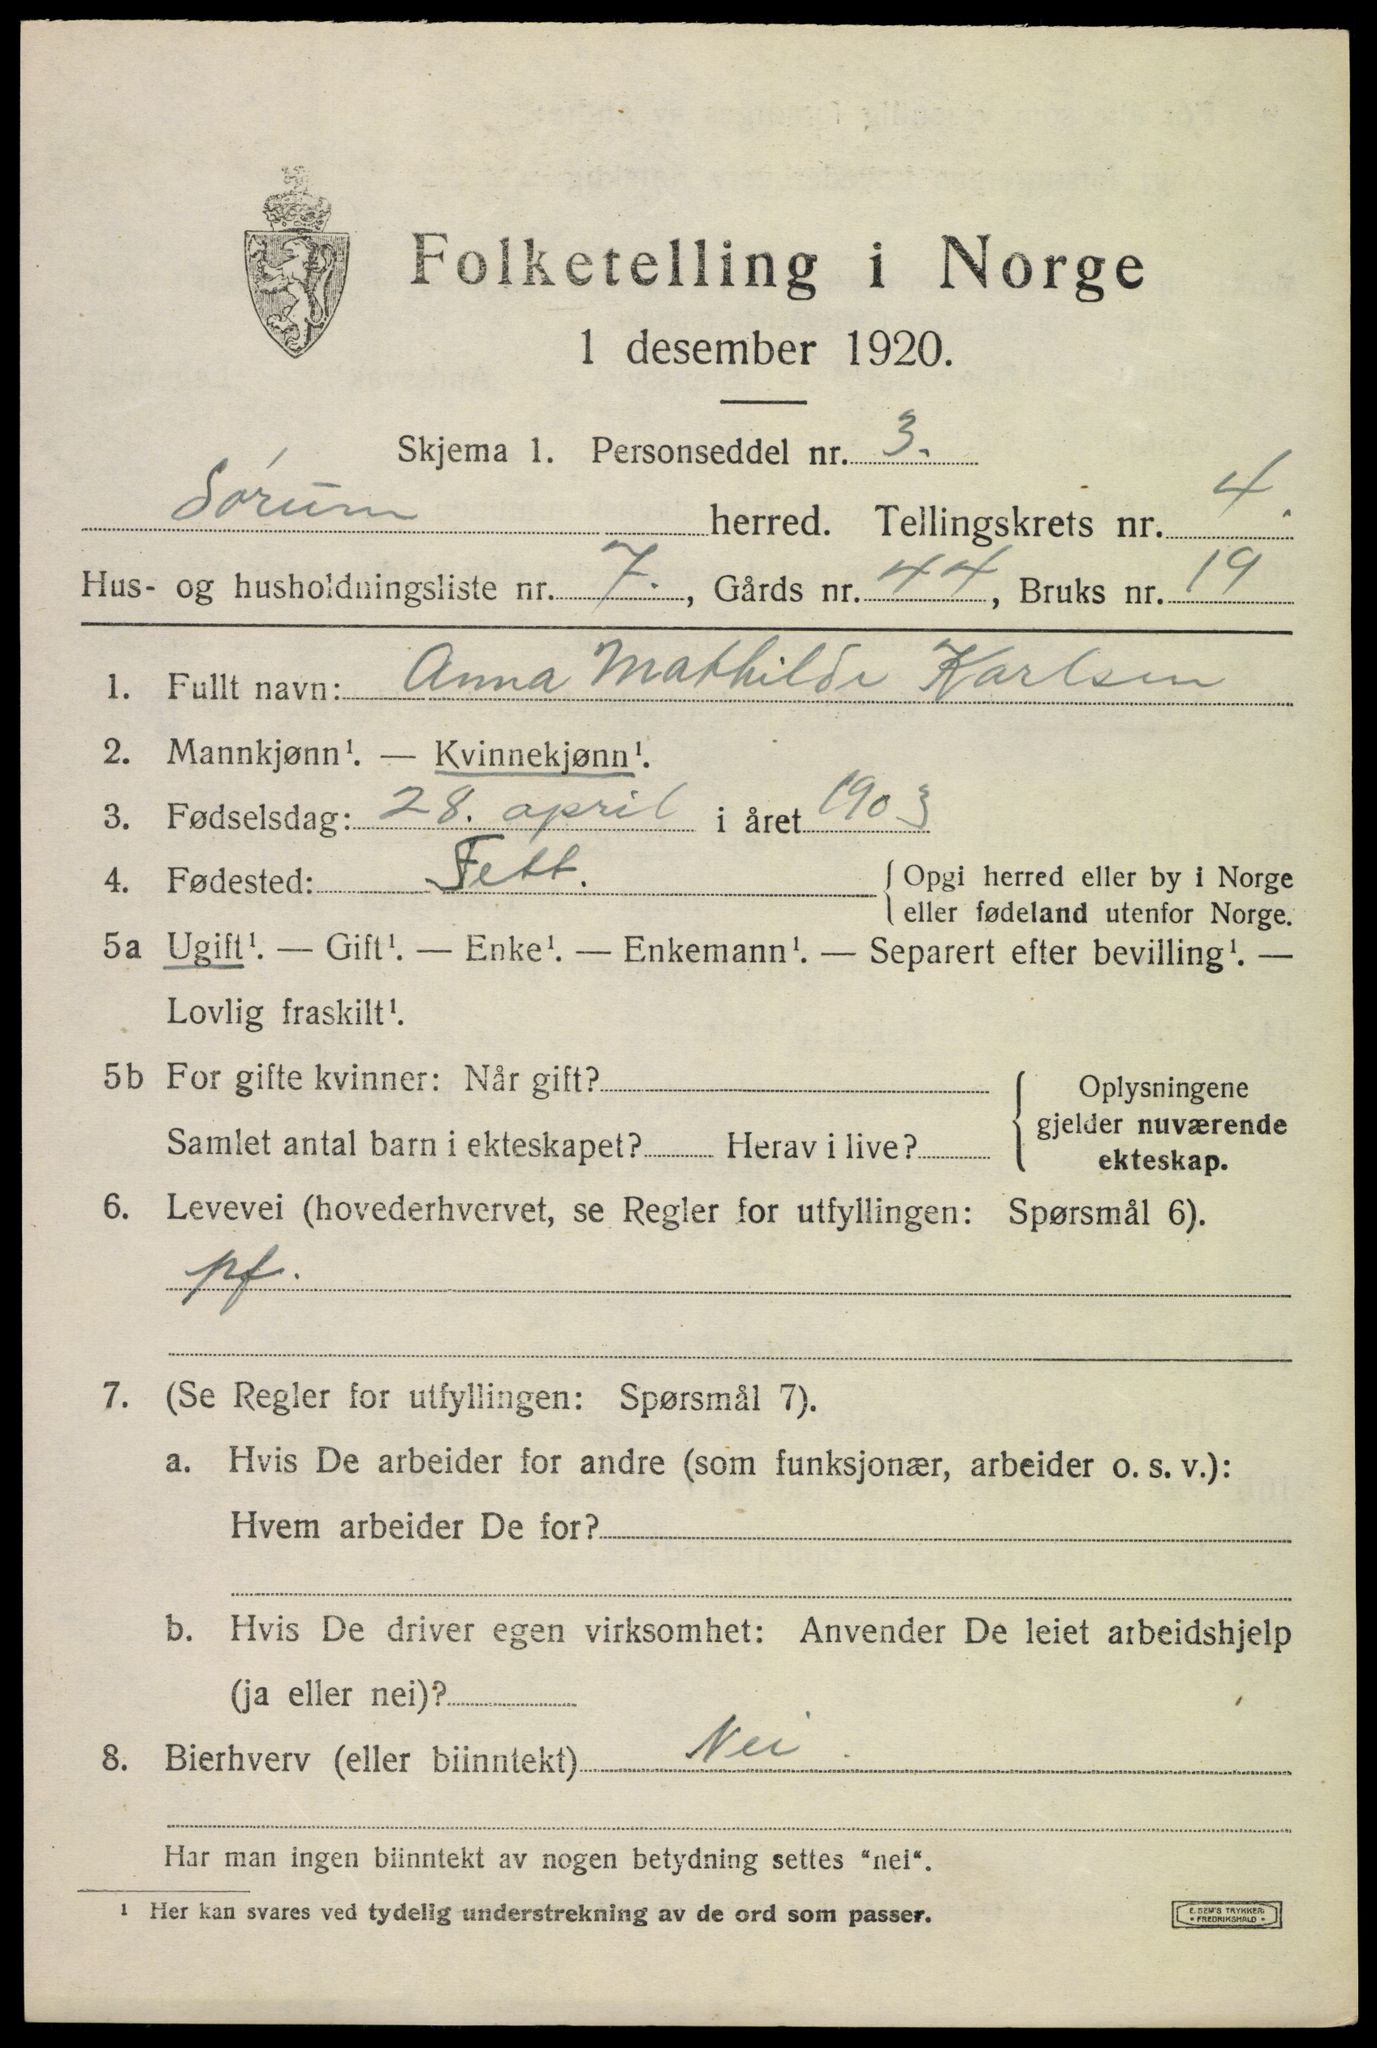 Folketelling i Norge
1 desember 1920.
Skjema 1. Personseddel nr. 3.
Sørum herred. Tellingskrets nr. 4.
Hus- og husholdningsliste nr. 7., Gårds nr. 44, Bruks nr. 19
1. Fullt navn: Anna Mathilde Karlsen
2. Mannkjønn¹. — Kvinnekjønn¹.
3. Fødselsdag: 28. april i året 1903
4. Fødested: Fett. { Opgi herred eller by i Norge
eller fødeland utenfor Norge.
5a Ugift¹. — Gift¹. — Enke¹. — Enkemann¹. — Separert efter bevilling¹. —
Lovlig fraskilt¹.
5b For gifte kvinner: Når gift?
Samlet antal barn i ekteskapet? Herav i live?
{ Oplysningene
gjelder nuværende
ekteskap.
6. Levevei (hovederhvervet, se Regler for utfyllingen: Spørsmål 6).
pf.
7. (Se Regler for utfyllingen: Spørsmål 7).
a. Hvis De arbeider for andre (som funksjonær, arbeider o. s. v.):
Hvem arbeider De for?
b. Hvis De driver egen virksomhet: Anvender De leiet arbeidshjelp
(ja eller nei)?
8. Bierhverv (eller biinntekt) Nei.
Har man ingen biinntekt av nogen betydning settes "nei".
¹ Her kan svares ved tydelig understrekning av de ord som passer.
E. SEM'S TRYKKERI
• FREDRIKSHALD •